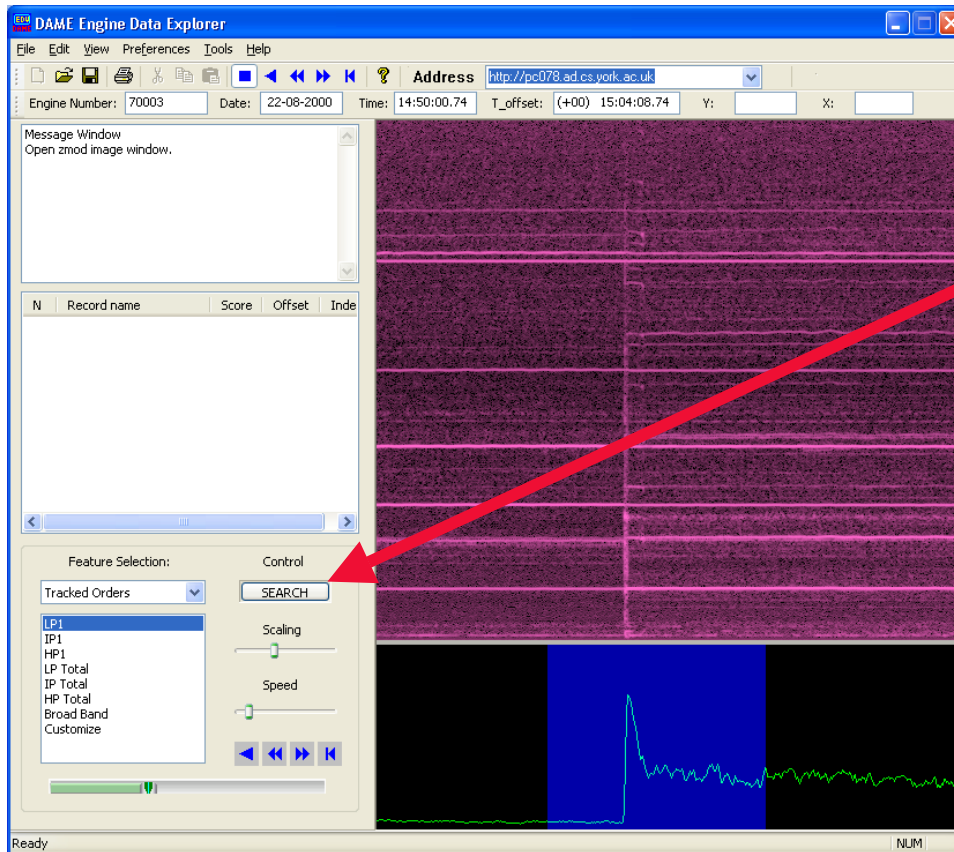 DAME Engine Data Explorer
File Edit View Preferences Tools Help
Address http://pc078.ad.cs.york.ac.uk
Engine Number: 70003 Date: 22-08-2000 Time: 14:50:00.74 T_offset: (+00) 15:04:08.74 Y: X:
Message Window
Open zmod image window.
N Record name Score Offset Inde
Feature Selection: Control
Tracked Orders SEARCH
LP1
IP1
HP1
LP Total
IP Total
HP Total
Broad Band
Customize
Scaling
Speed
Ready NUM